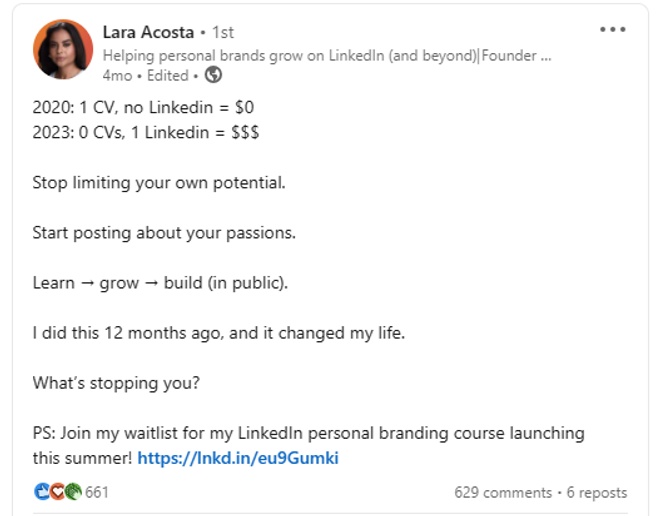 Lara Acosta • 1st
Helping personal brands grow on LinkedIn (and beyond)|Founder ...
4mo • Edited •
2020: 1 CV, no Linkedin = $0
2023: 0 CVs, 1 Linkedin = $$$
Stop limiting your own potential.
Start posting about your passions.
Learn → grow → build (in public).
I did this 12 months ago, and it changed my life.
What's stopping you?
PS: Join my waitlist for my LinkedIn personal branding course launching
this summer! https://lnkd.in/eu9Gumki
661
629 comments • 6 reposts